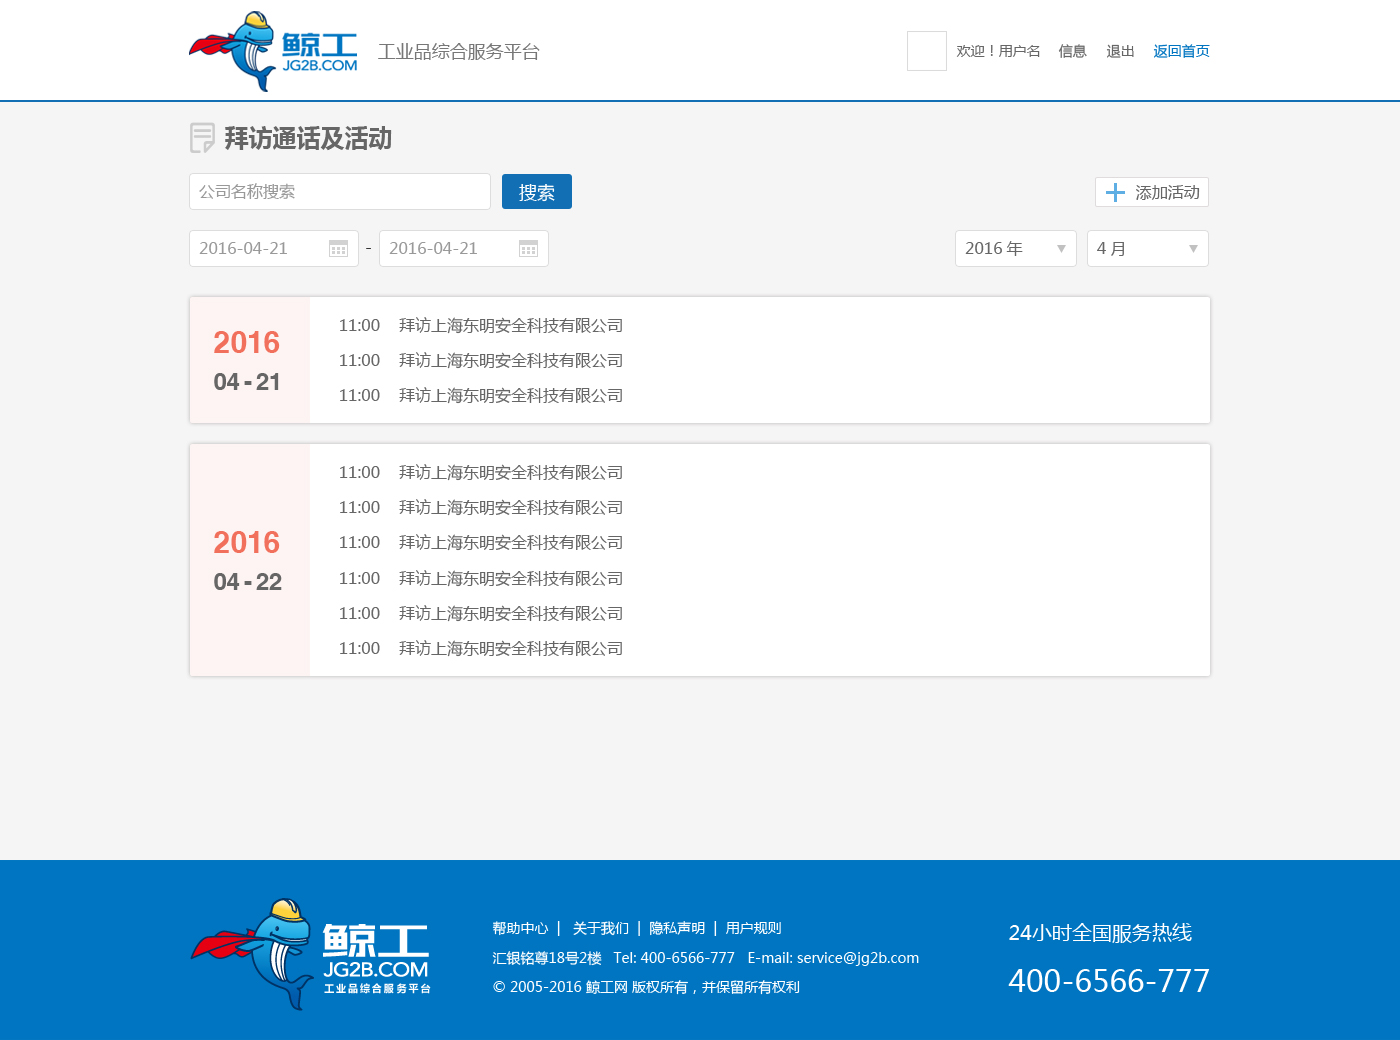 鲸工
JG2B.COM
工业品综合服务平台
欢迎！用户名 信息 退出 返回首页
拜访通话及活动
公司名称搜索 搜索 添加活动
2016-04-21 - 2016-04-21 2016 年 4 月
2016
04 - 21
11:00 拜访上海东明安全科技有限公司
11:00 拜访上海东明安全科技有限公司
11:00 拜访上海东明安全科技有限公司
2016
04 - 22
11:00 拜访上海东明安全科技有限公司
11:00 拜访上海东明安全科技有限公司
11:00 拜访上海东明安全科技有限公司
11:00 拜访上海东明安全科技有限公司
11:00 拜访上海东明安全科技有限公司
11:00 拜访上海东明安全科技有限公司
鲸工
JG2B.COM
工业品综合服务平台
帮助中心 | 关于我们 | 隐私声明 | 用户规则
汇银铭尊18号2楼 Tel: 400-6566-777 E-mail: service@jg2b.com
© 2005-2016 鲸工网 版权所有，并保留所有权利
24小时全国服务热线
400-6566-777